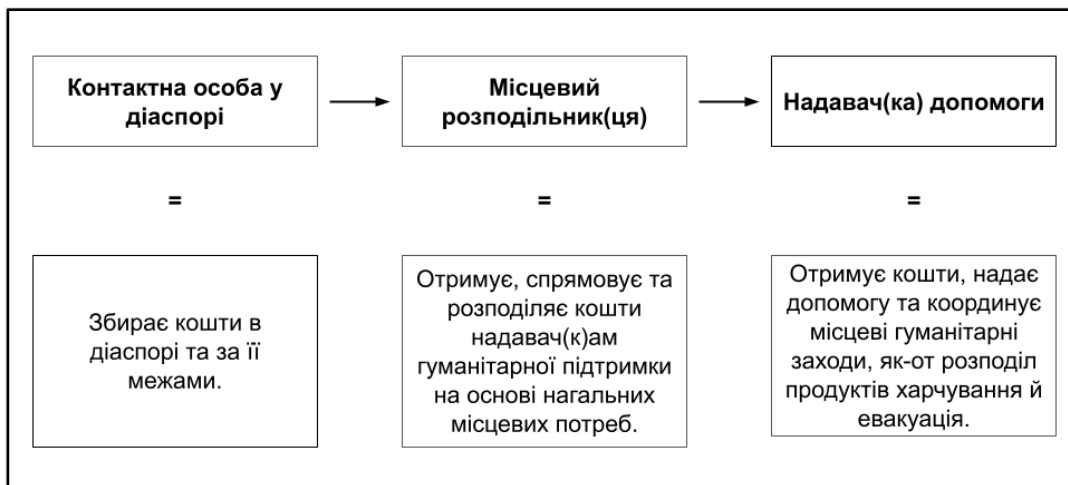 Контактна особа у
діаспорі
Місцевий
розподільник(ця)
Надавач(ка) допомоги
=
=
=
Збирає кошти в
діаспорі та за її
межами.
Отримує, спрямовує та
розподіляє кошти
надавач(к)ам
гуманітарної підтримки
на основі нагальних
місцевих потреб.
Отримує кошти, надає
допомогу та координує
місцеві гуманітарні
заходи, як-от розподіл
продуктів харчування й
евакуація.